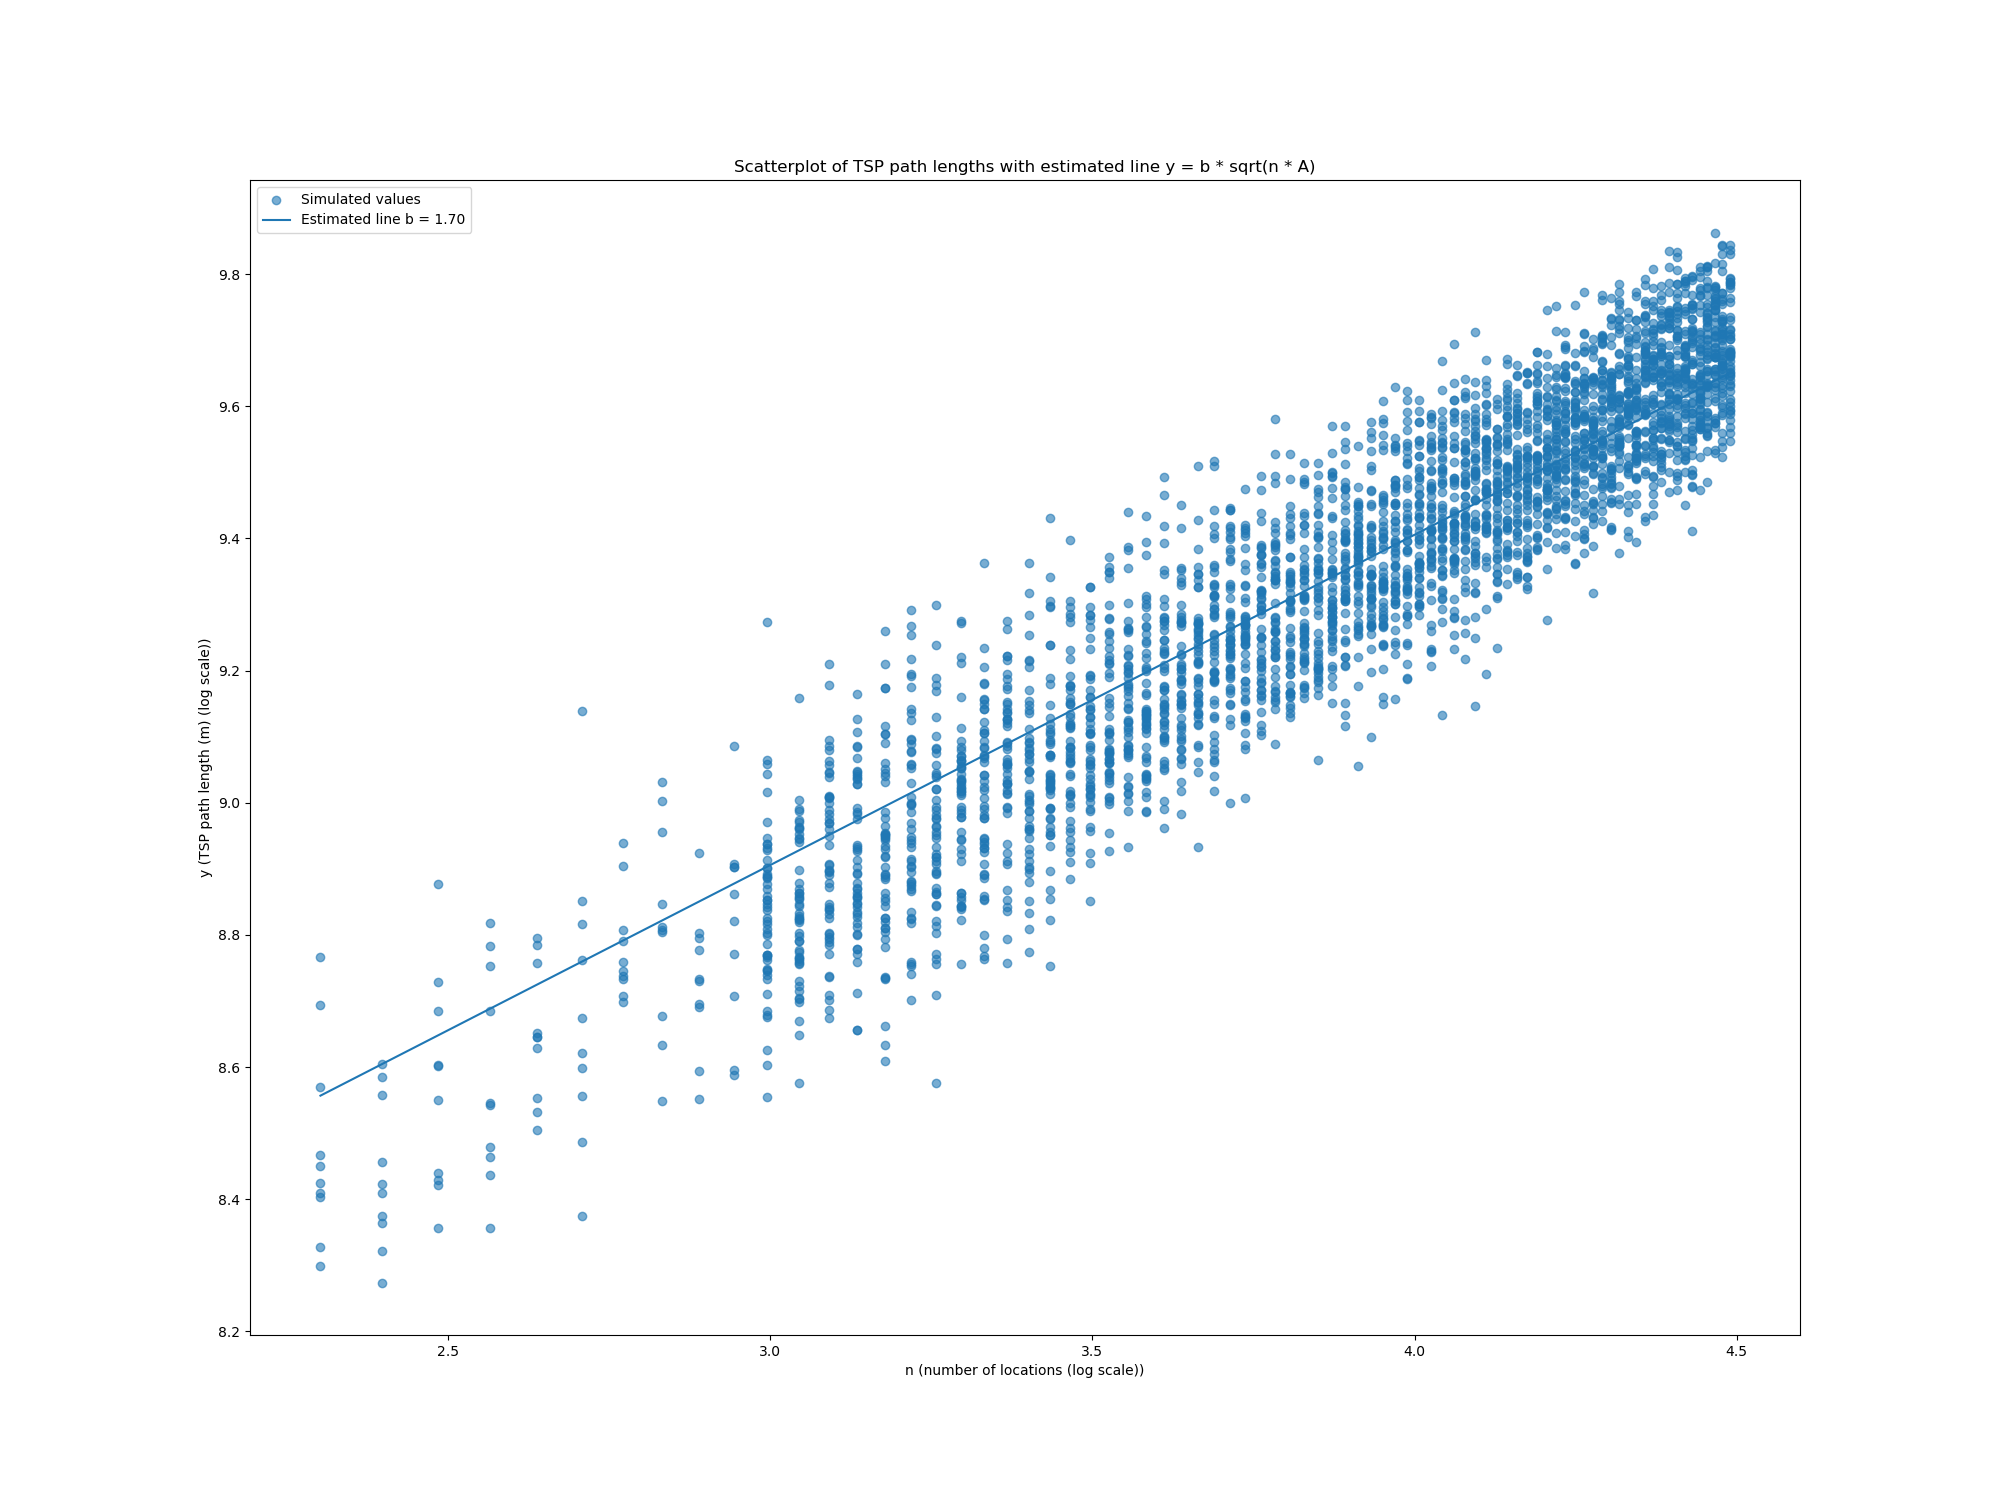 Scatterplot of TSP path lengths with estimated line y = b * sqrt(n * A)
Simulated values
Estimated line b = 1.70
9.8
9.6
9.4
9.2
9.0
8.8
8.6
8.4
8.2
y (TSP path length (m) (log scale))
2.5
3.0
3.5
4.0
4.5
n (number of locations (log scale))